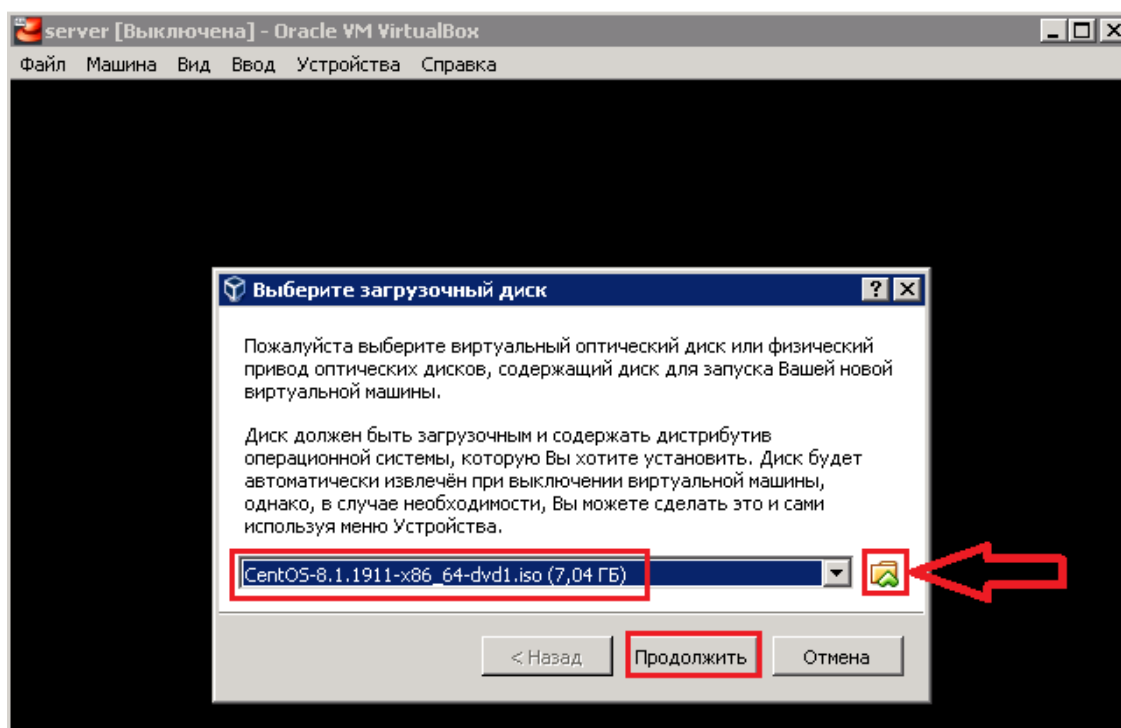 server [Выключена] - Oracle VM VirtualBox
Файл Машина Вид Ввод Устройства Справка
Выберите загрузочный диск
Пожалуйста выберите виртуальный оптический диск или физический
привод оптических дисков, содержащий диск для запуска Вашей новой
виртуальной машины.
Диск должен быть загрузочным и содержать дистрибутив
операционной системы, которую Вы хотите установить. Диск будет
автоматически извлечён при выключении виртуальной машины,
однако, в случае необходимости, Вы можете сделать это и сами
используя меню Устройства.
CentOS-8.1.1911-x86_64-dvd1.iso (7,04 ГБ)
< Назад Продолжить Отмена